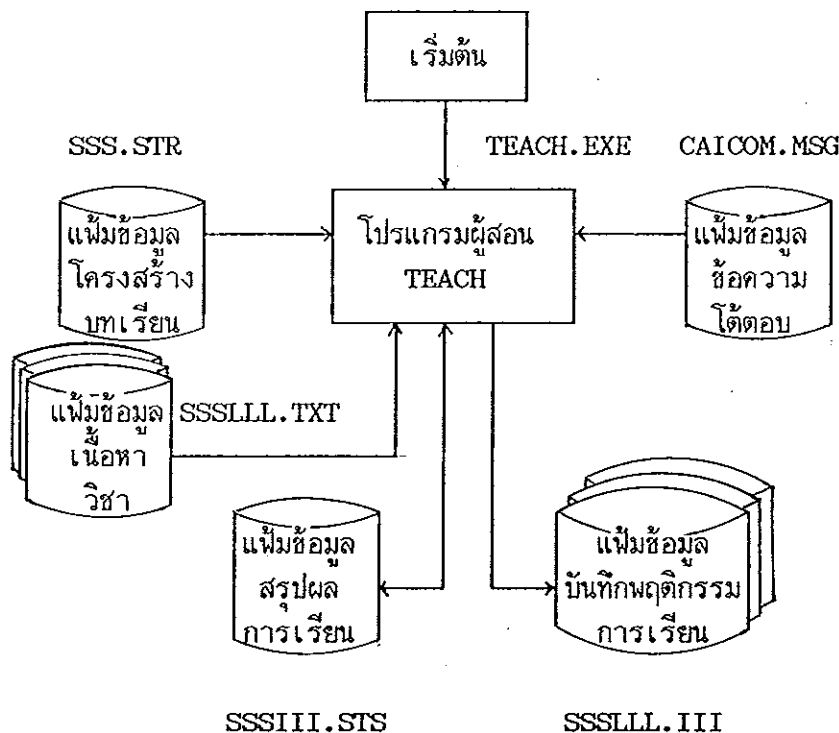 เริ่มต้น
SSS.STR
TEACH.EXE
CAICOM.MSG
แฟ้มข้อมูล
โครงสร้าง
บทเรียน
โปรแกรมผู้สอน
TEACH
แฟ้มข้อมูล
ข้อความ
โต้ตอบ
แฟ้มข้อมูล
เนื้อหา
วิชา
SSSLLL.TXT
แฟ้มข้อมูล
สรุปผล
การเรียน
แฟ้มข้อมูล
บันทึกพฤติกรรม
การเรียน
SSSIII.STS
SSSLLL.III